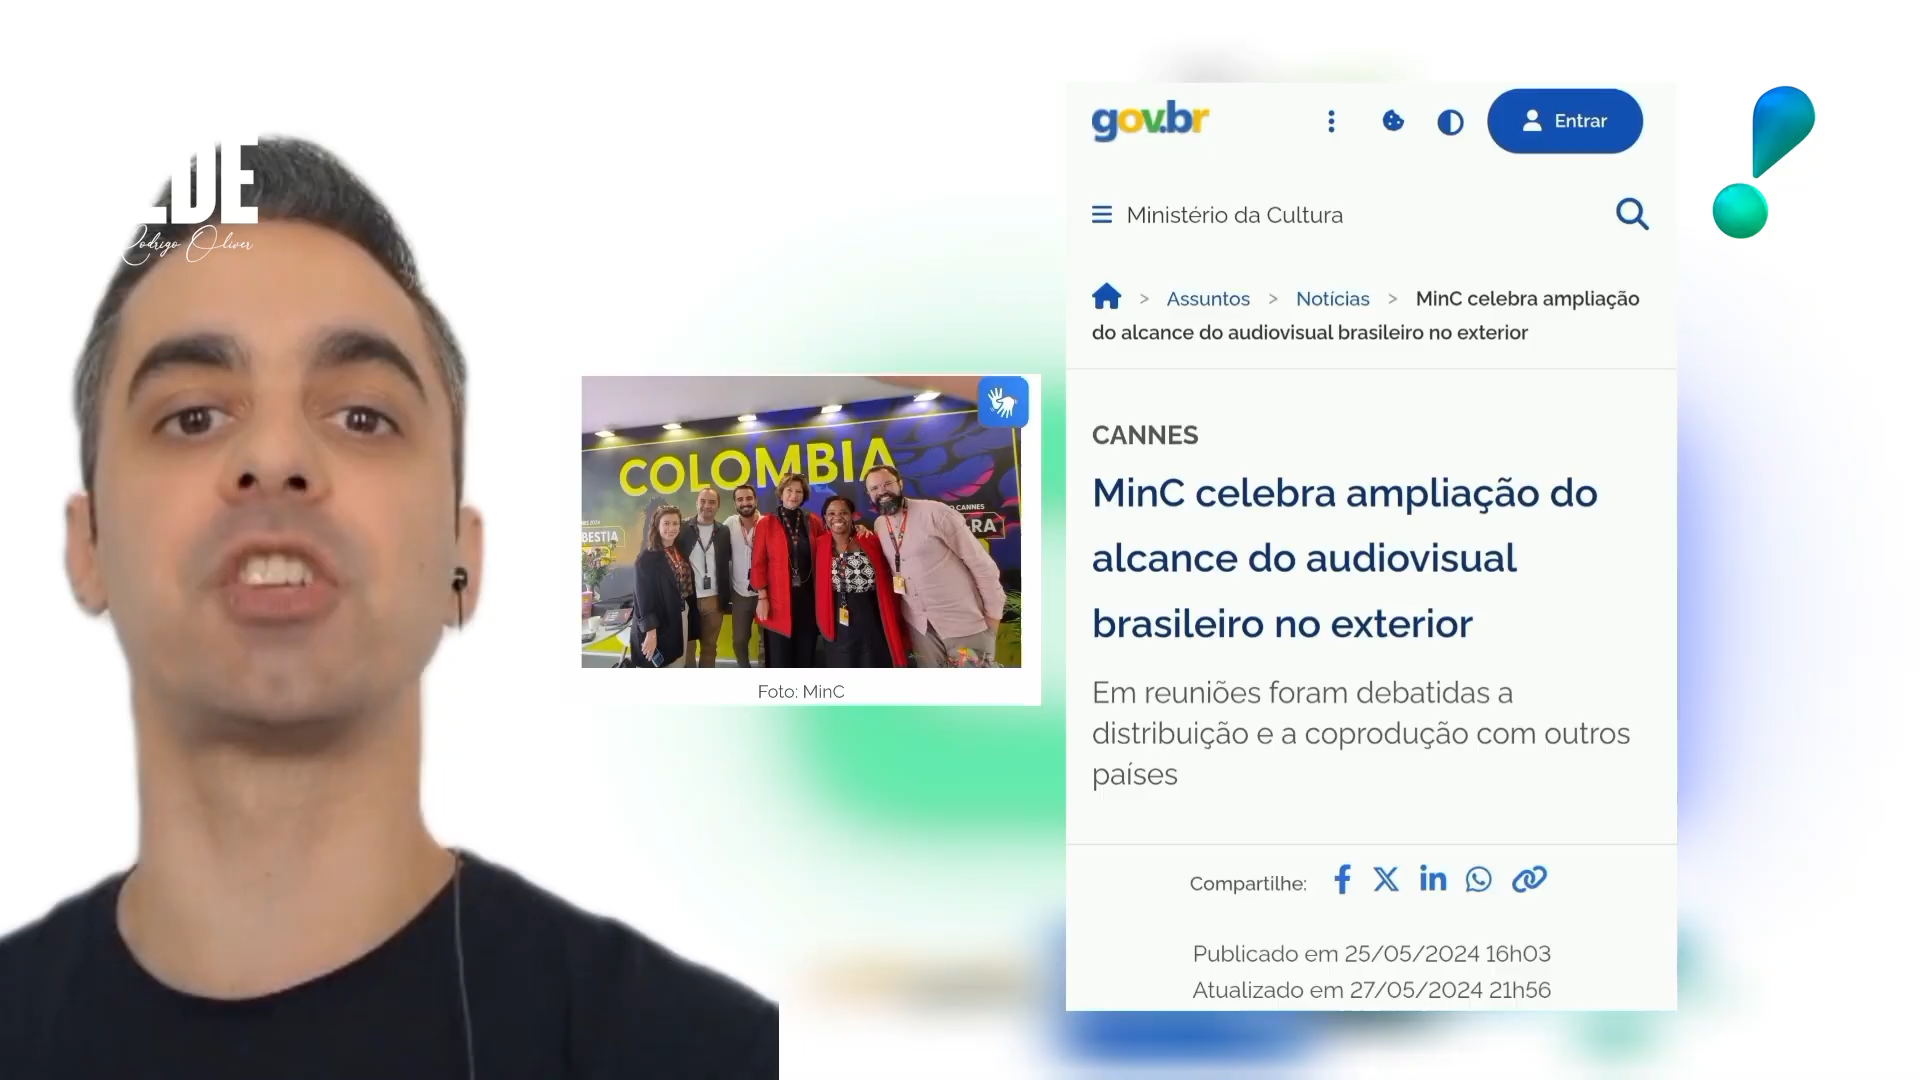 Rodrigo Oliver
COLOMBIA
BESTIA
Foto: MinC
gov.br
Entrar
Ministério da Cultura
> Assuntos > Notícias > MinC celebra ampliação
do alcance do audiovisual brasileiro no exterior
CANNES
MinC celebra ampliação do
alcance do audiovisual
brasileiro no exterior
Em reuniões foram debatidas a
distribuição e a coprodução com outros
países
Compartilhe:
Publicado em 25/05/2024 16h03
Atualizado em 27/05/2024 21h56